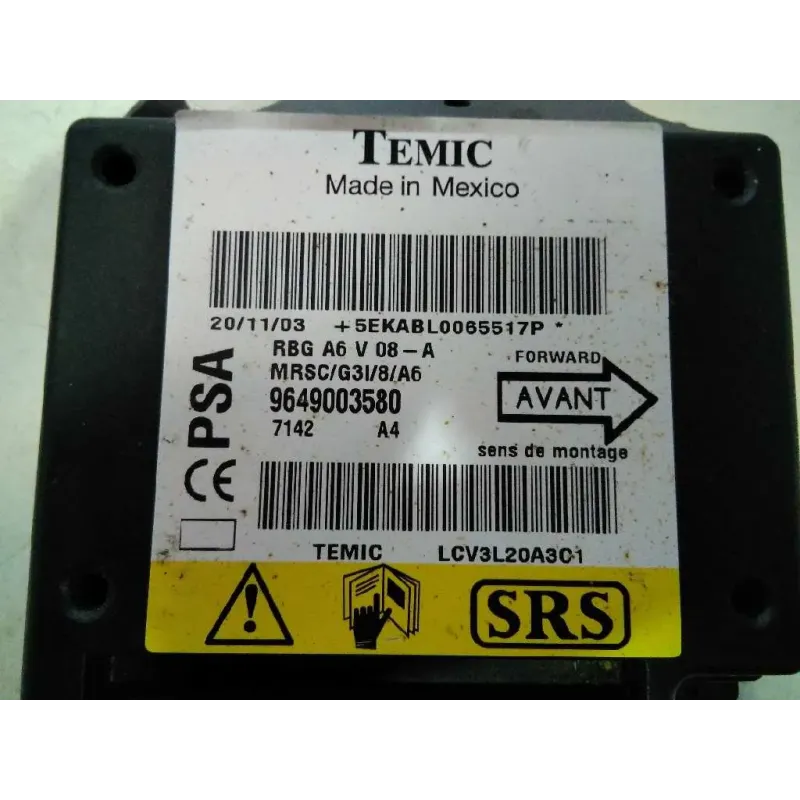 TEMIC
Made in Mexico
20/11/03 +5EKABL0065517P *
RBG A6 V 08-A
MRSC/G3I/8/A6
9649003580
7142 A4
PSA
CE
FORWARD
AVANT
sens de montage
TEMIC LCV3L20A3C1
SRS